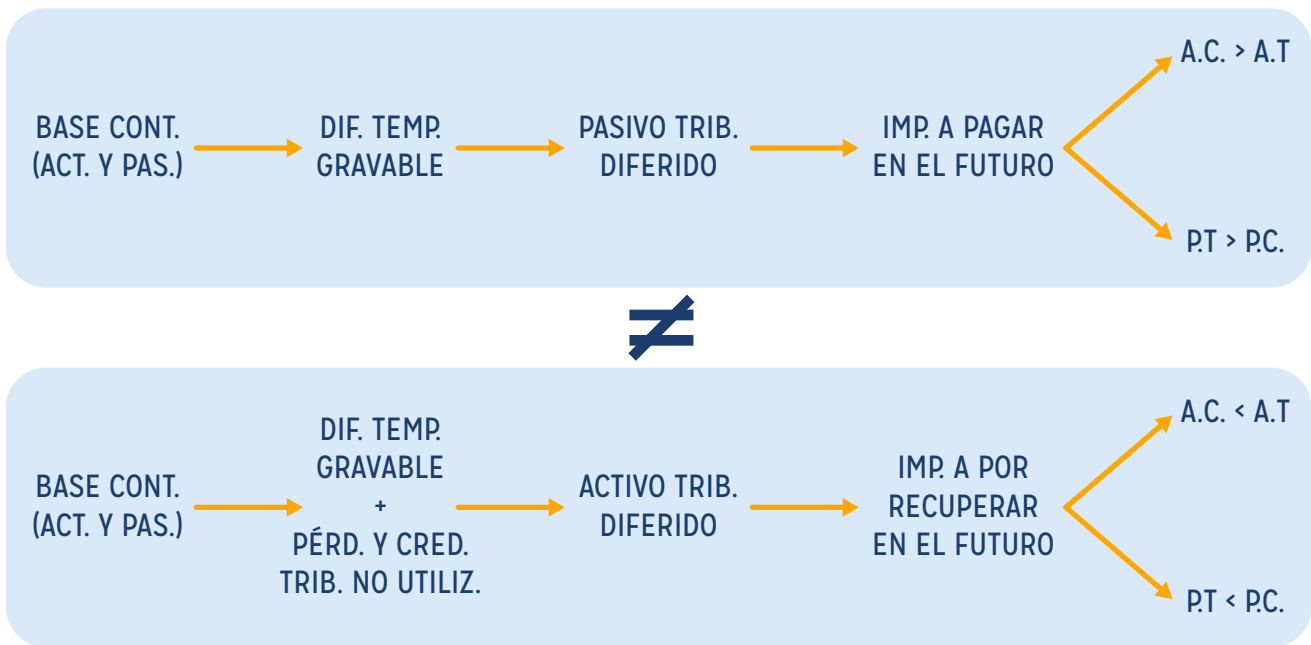 BASE CONT.
(ACT. Y PAS.)
DIF. TEMP.
GRAVABLE
PASIVO TRIB.
DIFERIDO
IMP. A PAGAR
EN EL FUTURO
A.C. > A.T
P.T > P.C.
≠
BASE CONT.
(ACT. Y PAS.)
DIF. TEMP.
GRAVABLE
+
PÉRD. Y CRED.
TRIB. NO UTILIZ.
ACTIVO TRIB.
DIFERIDO
IMP. A POR
RECUPERAR
EN EL FUTURO
A.C. < A.T
P.T < P.C.